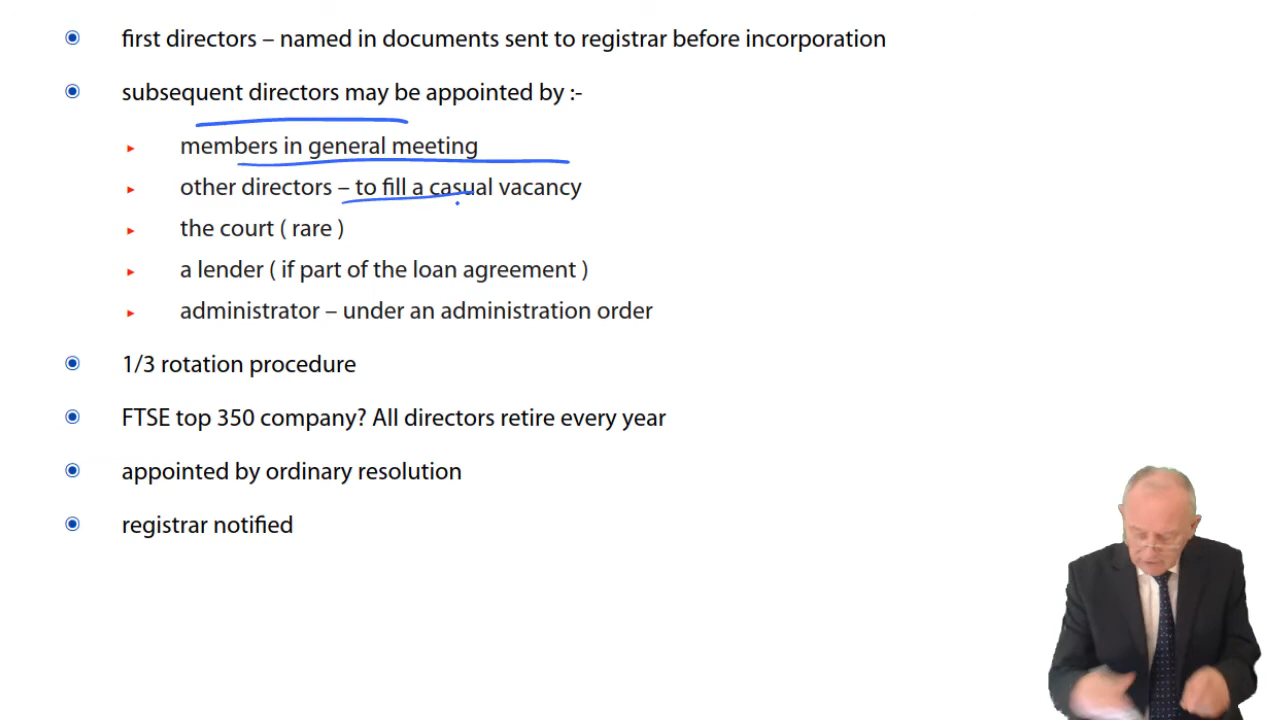 first directors – named in documents sent to registrar before incorporation
subsequent directors may be appointed by :-
members in general meeting
other directors – to fill a casual vacancy
the court ( rare )
a lender ( if part of the loan agreement )
administrator – under an administration order
1/3 rotation procedure
FTSE top 350 company? All directors retire every year
appointed by ordinary resolution
registrar notified